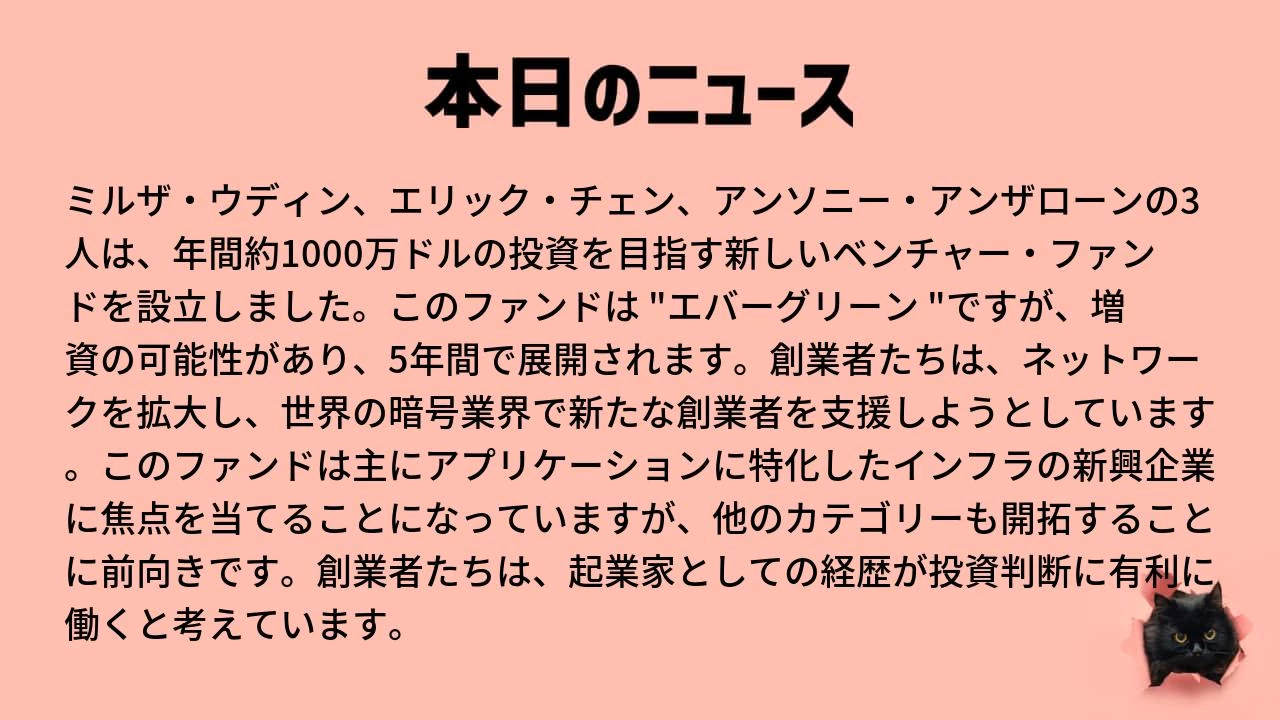 本日のニュース
ミルザ・ウディン、エリック・チェン、アンソニー・アンザローンの3
人は、年間約1000万ドルの投資を目指す新しいベンチャー・ファン
ドを設立しました。このファンドは "エバーグリーン "ですが、増
資の可能性があり、5年間で展開されます。創業者たちは、ネットワー
クを拡大し、世界の暗号業界で新たな創業者を支援しようとしています
。このファンドは主にアプリケーションに特化したインフラの新興企業
に焦点を当てることになっていますが、他のカテゴリーも開拓すること
に前向きです。創業者たちは、起業家としての経歴が投資判断に有利に
働くと考えています。